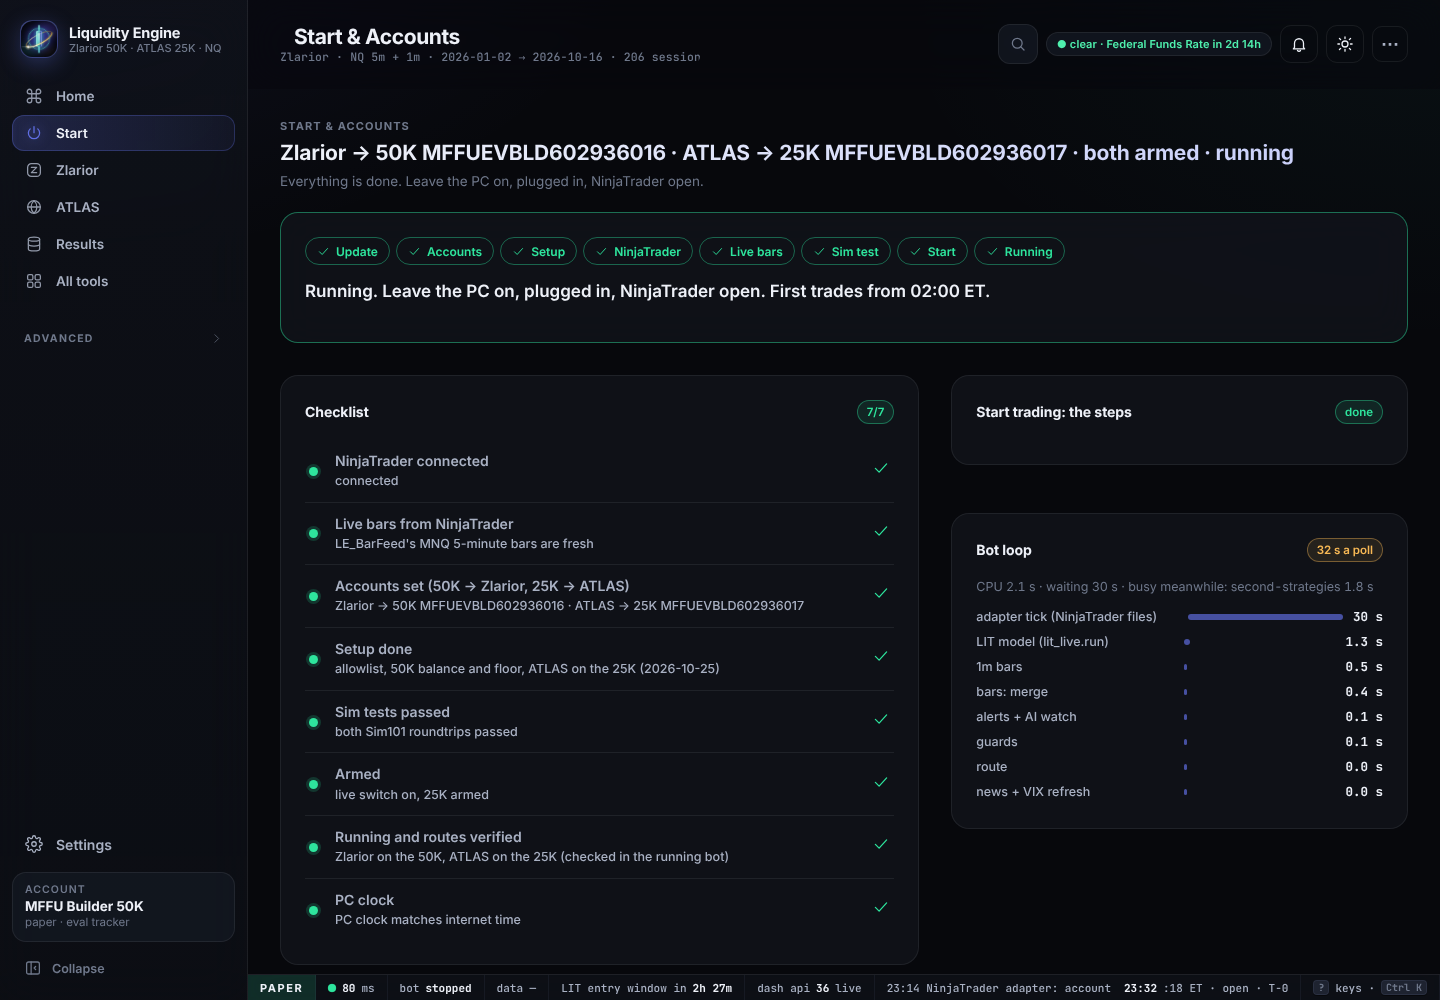 Liquidity Engine
Zlarior 50K · ATLAS 25K · NQ
Home
Start
Zlarior
ATLAS
Results
All tools
ADVANCED
Settings
ACCOUNT
MFFU Builder 50K
paper · eval tracker
Collapse
Start & Accounts
Zlarior · NQ 5m + 1m · 2026-01-02 → 2026-10-16 · 206 session
clear · Federal Funds Rate in 2d 14h
START & ACCOUNTS
Zlarior → 50K MFFUEVBLD602936016 · ATLAS → 25K MFFUEVBLD602936017 · both armed · running
Everything is done. Leave the PC on, plugged in, NinjaTrader open.
Update
Accounts
Setup
NinjaTrader
Live bars
Sim test
Start
Running
Running. Leave the PC on, plugged in, NinjaTrader open. First trades from 02:00 ET.
Checklist 7/7
NinjaTrader connected
connected
Live bars from NinjaTrader
LE_BarFeed's MNQ 5-minute bars are fresh
Accounts set (50K → Zlarior, 25K → ATLAS)
Zlarior → 50K MFFUEVBLD602936016 · ATLAS → 25K MFFUEVBLD602936017
Setup done
allowlist, 50K balance and floor, ATLAS on the 25K (2026-10-25)
Sim tests passed
both Sim101 roundtrips passed
Armed
live switch on, 25K armed
Running and routes verified
Zlarior on the 50K, ATLAS on the 25K (checked in the running bot)
PC clock
PC clock matches internet time
Start trading: the steps done
Bot loop 32 s a poll
CPU 2.1 s · waiting 30 s · busy meanwhile: second-strategies 1.8 s
adapter tick (NinjaTrader files) 30 s
LIT model (lit_live.run) 1.3 s
1m bars 0.5 s
bars: merge 0.4 s
alerts + AI watch 0.1 s
guards 0.1 s
route 0.0 s
news + VIX refresh 0.0 s
PAPER 80 ms bot stopped data — LIT entry window in 2h 27m dash api 36 live 23:14 NinjaTrader adapter: account 23:32 :18 ET · open · T-0 ? keys · Ctrl K